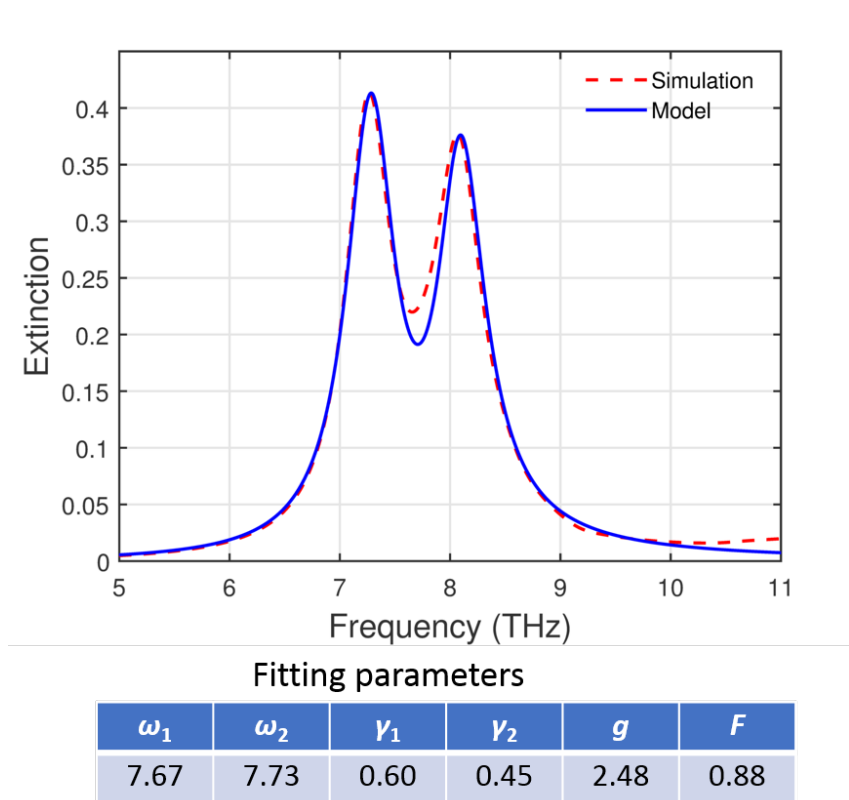 Extinction
0.4
0.35
0.3
0.25
0.2
0.15
0.1
0.05
0
Simulation
Model
5 6 7 8 9 10 11
Frequency (THz)
Fitting parameters
ω₁ ω₂ γ₁ γ₂ g F
7.67 7.73 0.60 0.45 2.48 0.88